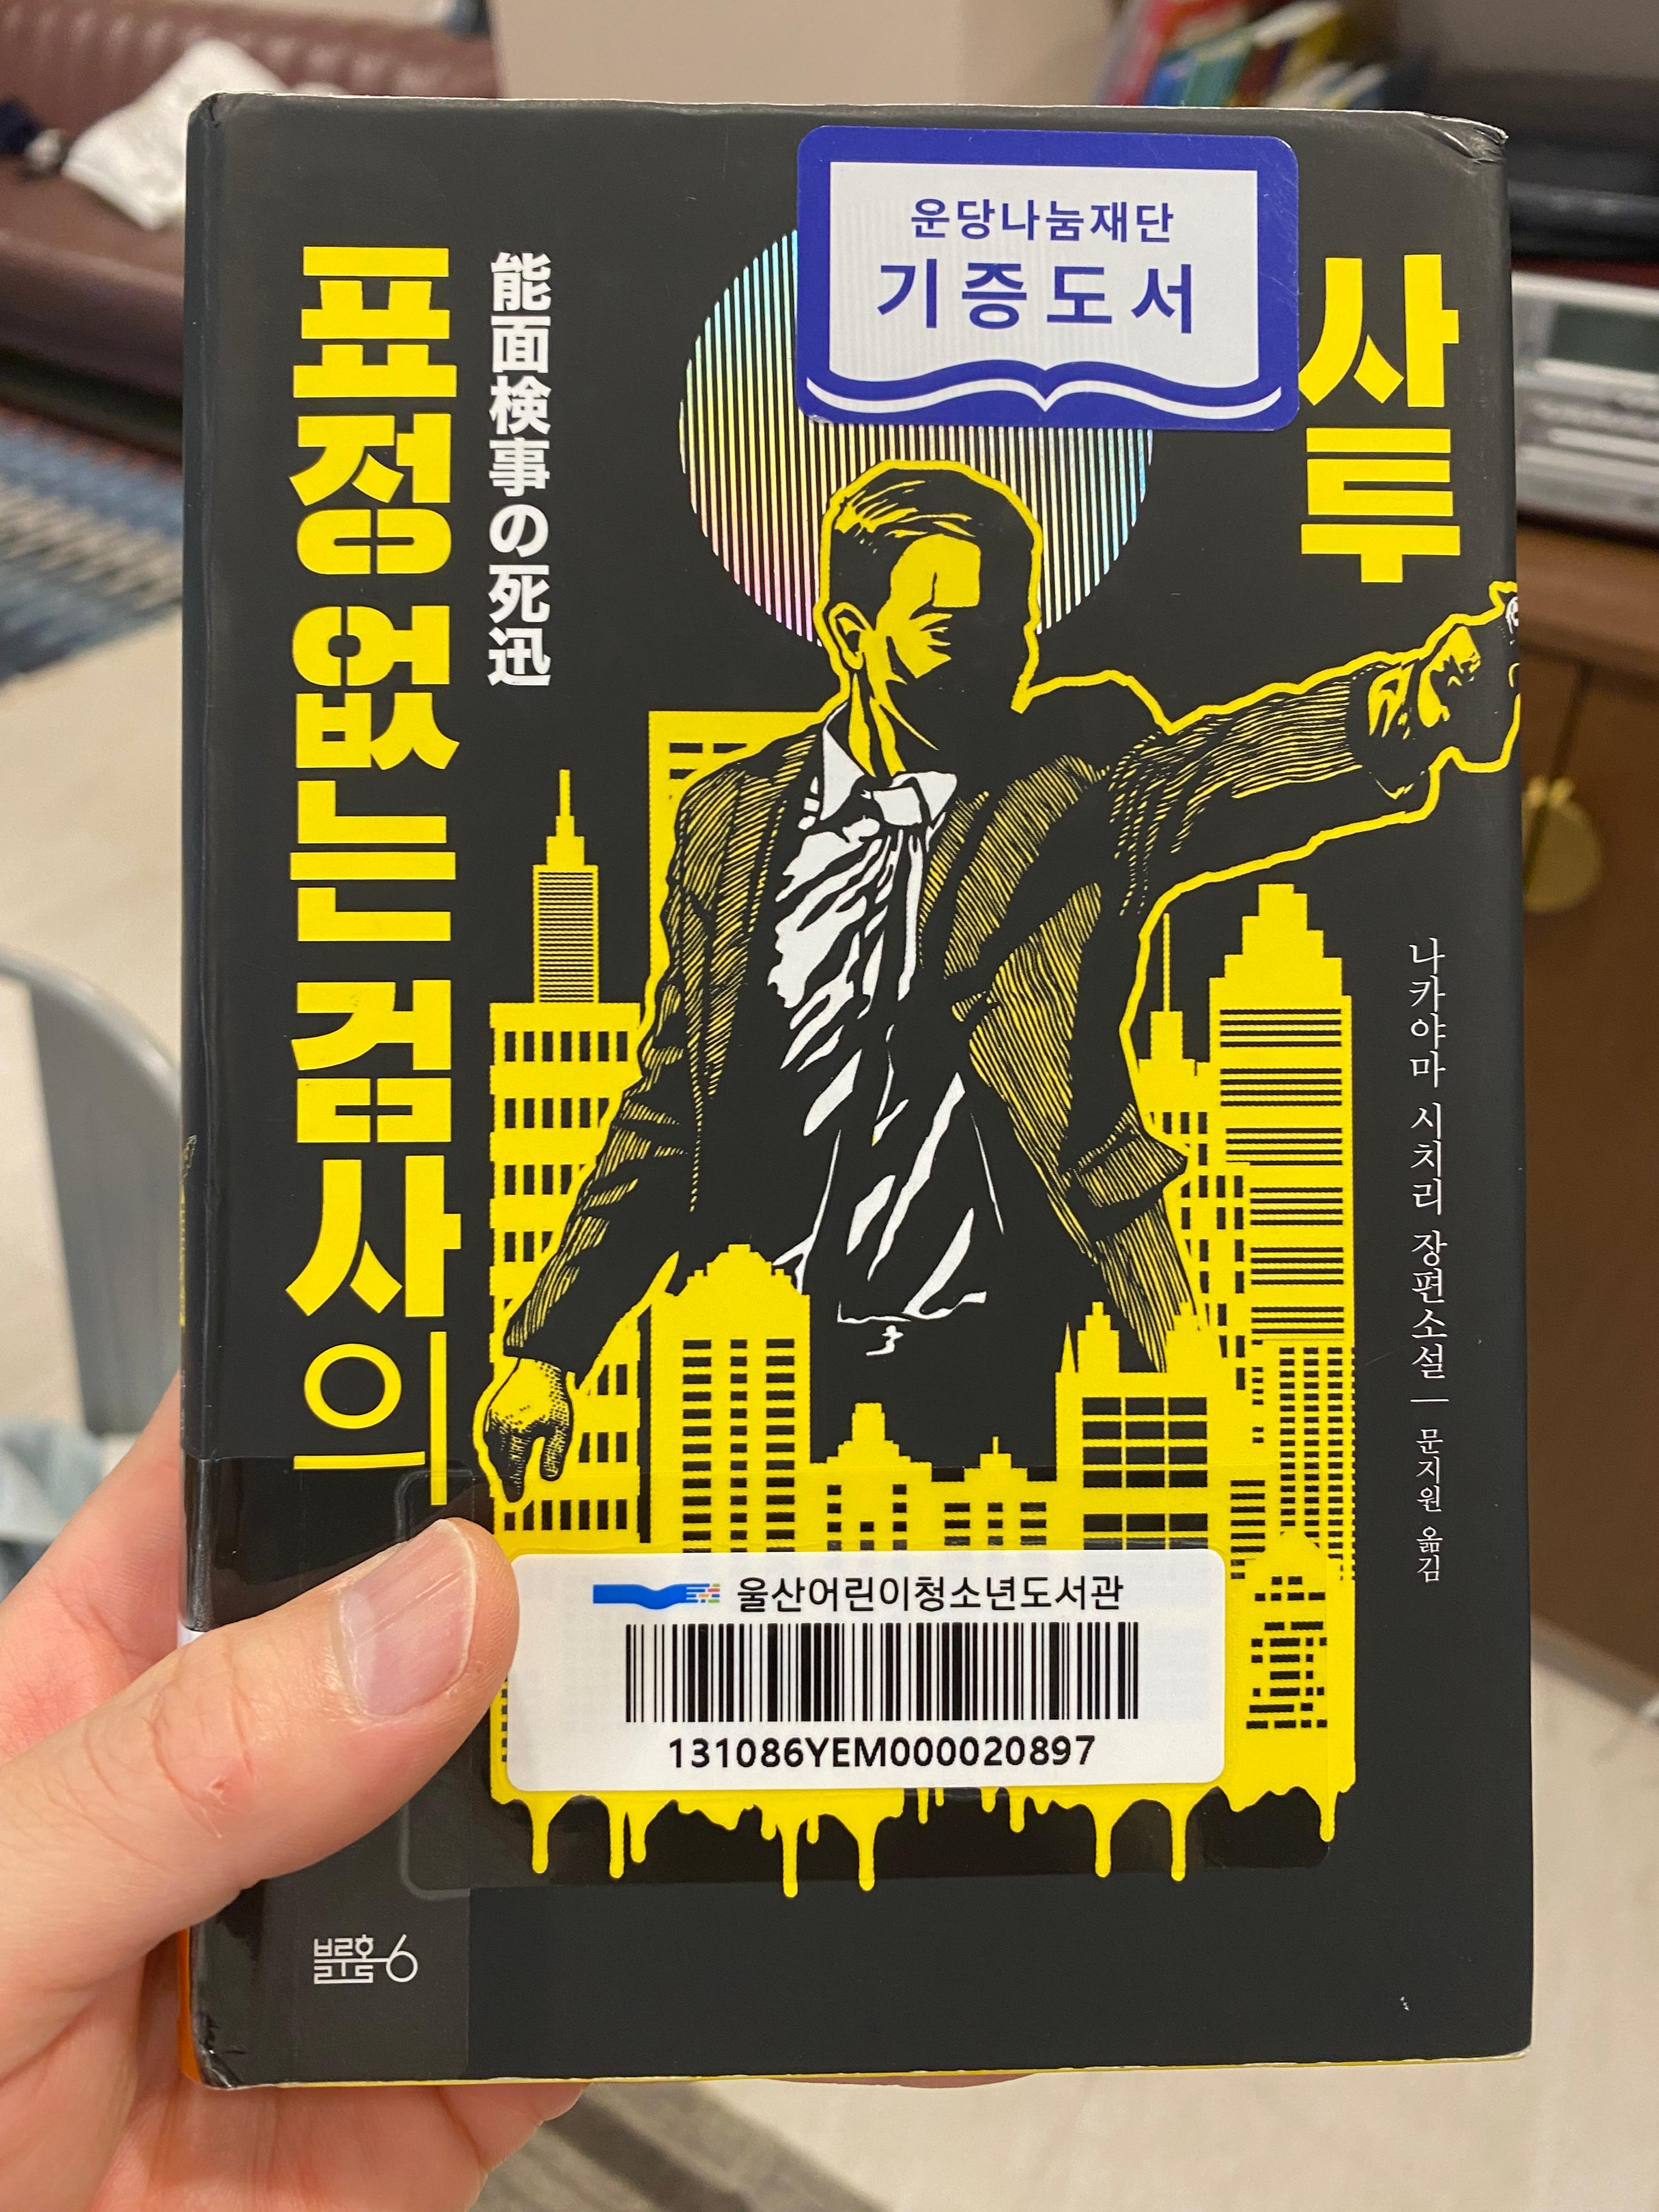 표정 없는 검사의
사투
能面検事の死迅
운당나눔재단
기증도서
나카야마 시치리 장편소설 — 문지원 옮김
울산어린이청소년도서관
131086YEM000020897
블루홈6